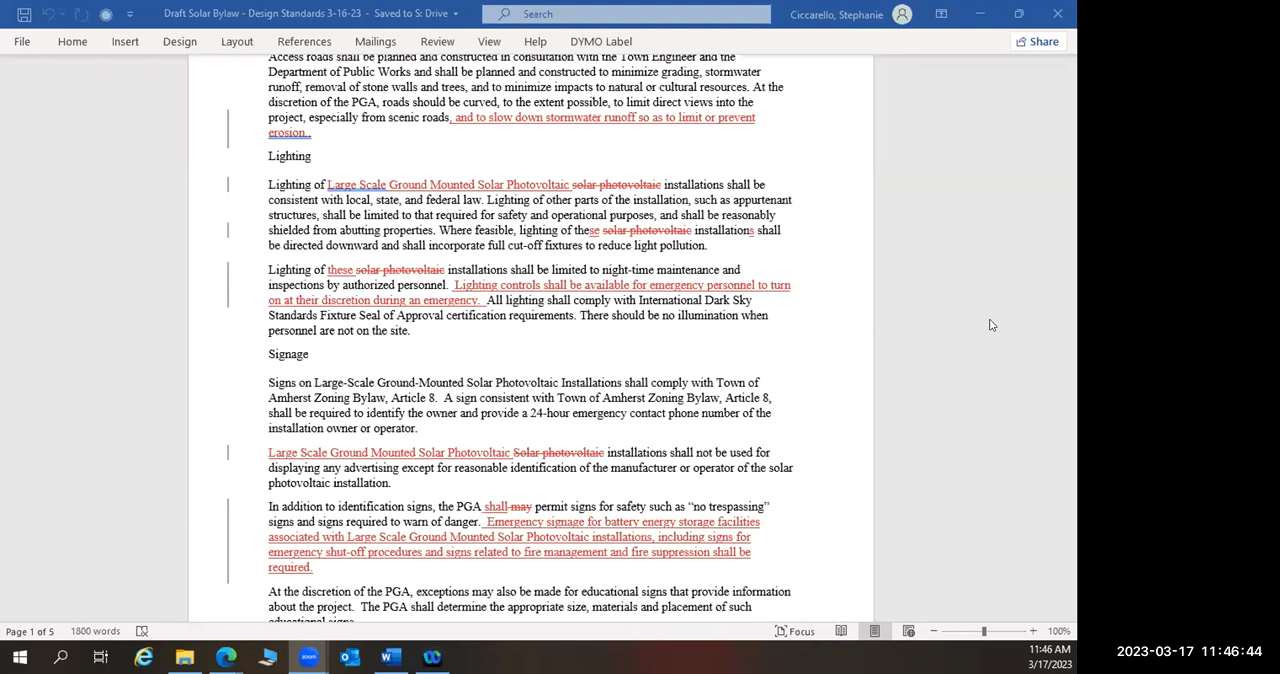 Draft Solar Bylaw - Design Standards 3-16-23 - Saved to S: Drive
Search
Ciccarello, Stephanie
File Home Insert Design Layout References Mailings Review View Help DYMO Label Share
Access roads shall be planned and constructed in consultation with the Town Engineer and the
Department of Public Works and shall be planned and constructed to minimize grading, stormwater
runoff, removal of stone walls and trees, and to minimize impacts to natural or cultural resources. At the
discretion of the PGA, roads should be curved, to the extent possible, to limit direct views into the
project, especially from scenic roads, and to slow down stormwater runoff so as to limit or prevent
erosion..
Lighting
Lighting of Large Scale Ground Mounted Solar Photovoltaic solar photovoltaic installations shall be
consistent with local, state, and federal law. Lighting of other parts of the installation, such as appurtenant
structures, shall be limited to that required for safety and operational purposes, and shall be reasonably
shielded from abutting properties. Where feasible, lighting of these solar photovoltaic installations shall
be directed downward and shall incorporate full cut-off fixtures to reduce light pollution.
Lighting of these solar photovoltaic installations shall be limited to night-time maintenance and
inspections by authorized personnel. Lighting controls shall be available for emergency personnel to turn
on at their discretion during an emergency. All lighting shall comply with International Dark Sky
Standards Fixture Seal of Approval certification requirements. There should be no illumination when
personnel are not on the site.
Signage
Signs on Large-Scale Ground-Mounted Solar Photovoltaic Installations shall comply with Town of
Amherst Zoning Bylaw, Article 8. A sign consistent with Town of Amherst Zoning Bylaw, Article 8,
shall be required to identify the owner and provide a 24-hour emergency contact phone number of the
installation owner or operator.
Large Scale Ground Mounted Solar Photovoltaic Solar photovoltaic installations shall not be used for
displaying any advertising except for reasonable identification of the manufacturer or operator of the solar
photovoltaic installation.
In addition to identification signs, the PGA shall may permit signs for safety such as “no trespassing”
signs and signs required to warn of danger. Emergency signage for battery energy storage facilities
associated with Large Scale Ground Mounted Solar Photovoltaic installations, including signs for
emergency shut-off procedures and signs related to fire management and fire suppression shall be
required.
At the discretion of the PGA, exceptions may also be made for educational signs that provide information
about the project. The PGA shall determine the appropriate size, materials and placement of such
educational signs.
Page 1 of 5 1800 words Focus 100%
zoom
11:46 AM
3/17/2023
2023-03-17 11:46:44